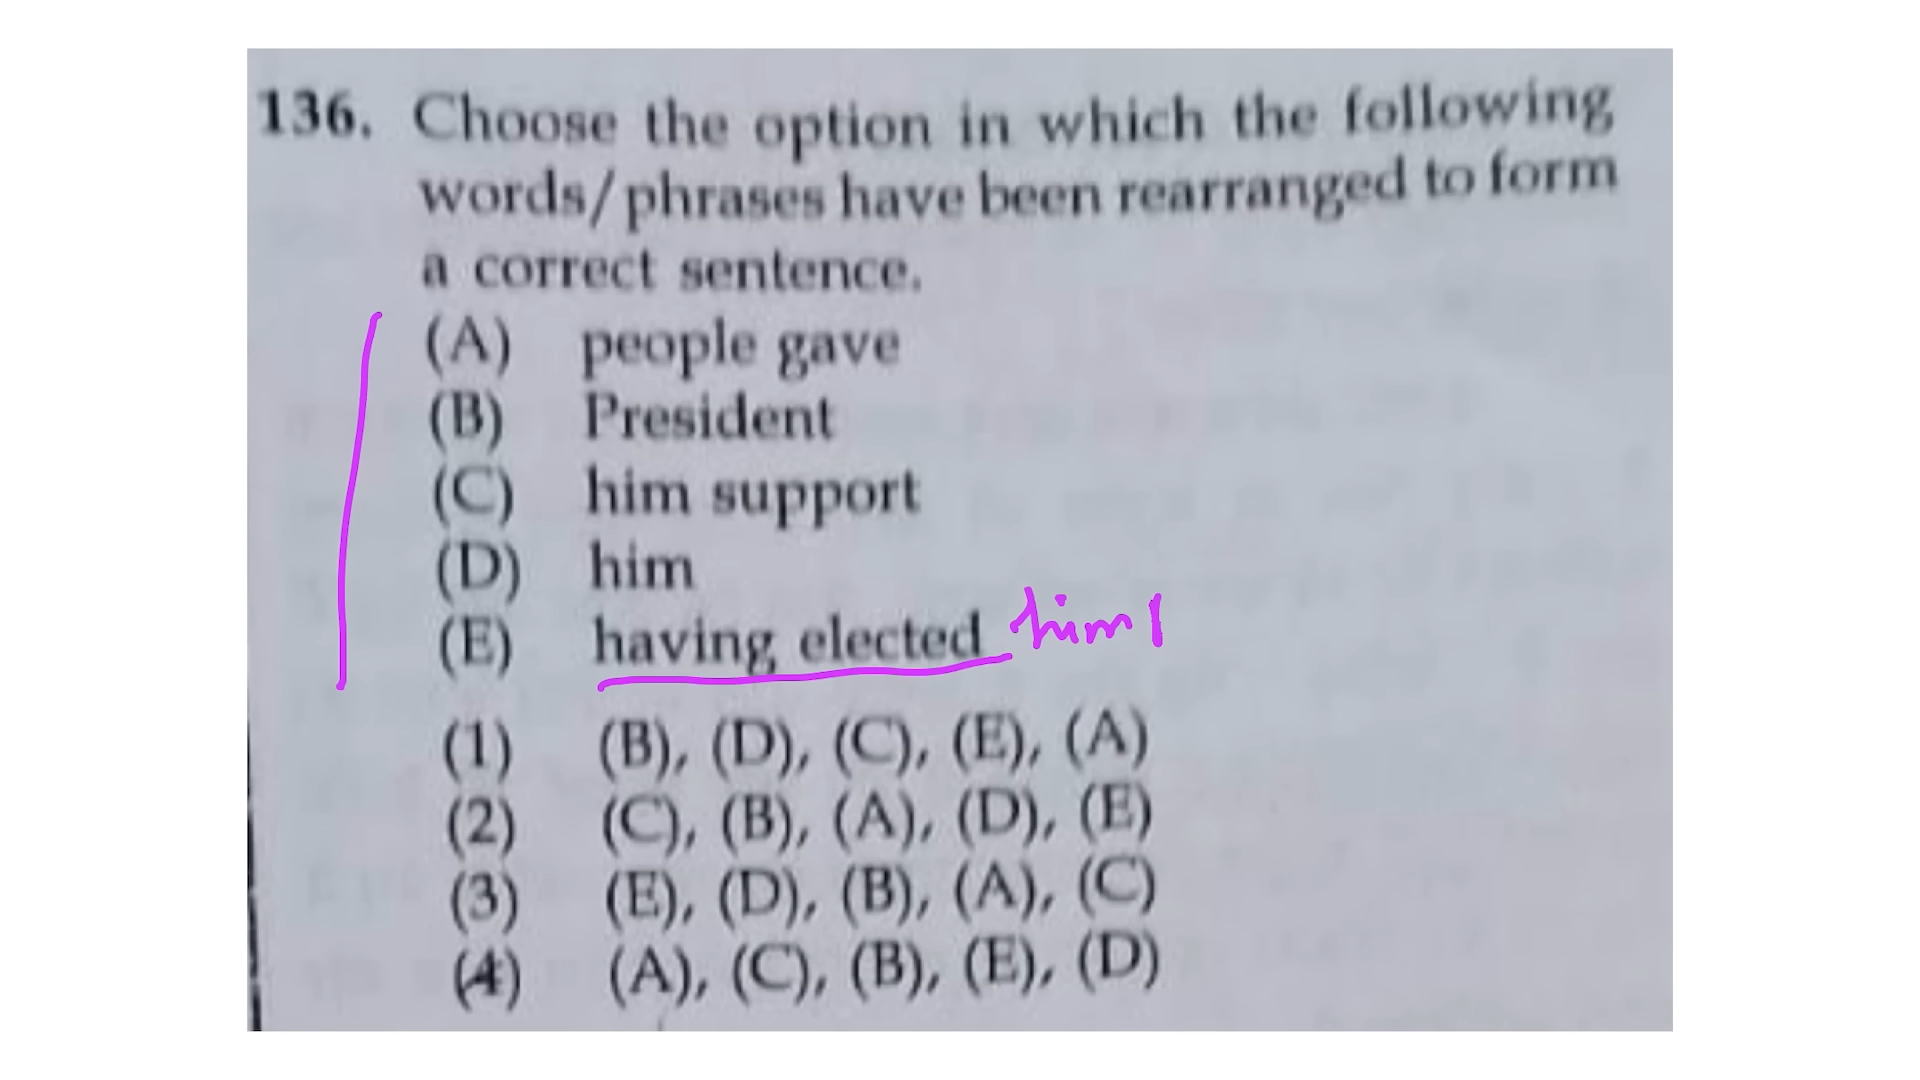 136. Choose the option in which the following
words/phrases have been rearranged to form
a correct sentence.
(A) people gave
(B) President
(C) him support
(D) him
(E) having elected him
(1) (B), (D), (C), (E), (A)
(2) (C), (B), (A), (D), (E)
(3) (E), (D), (B), (A), (C)
(4) (A), (C), (B), (E), (D)